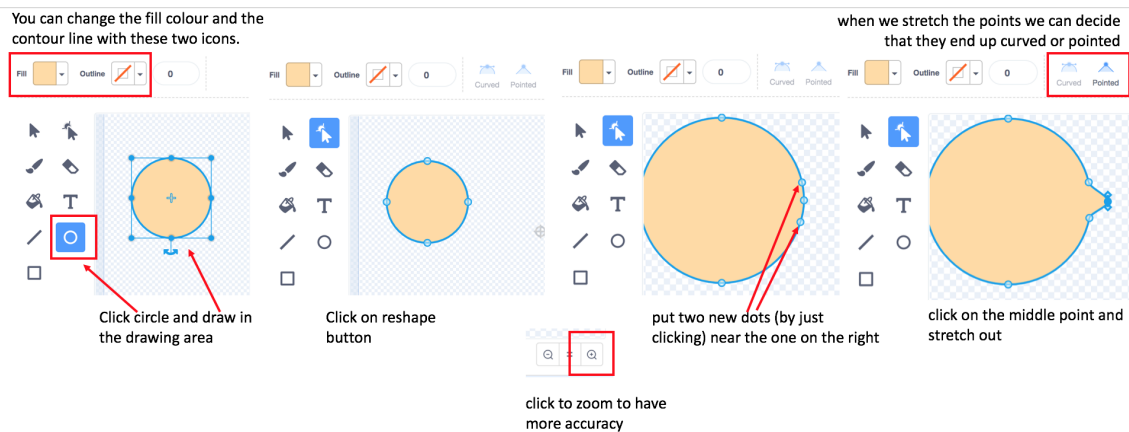 You can change the fill colour and the
contour line with these two icons.
when we stretch the points we can decide
that they end up curved or pointed
Fill Outline 0
Fill Outline 0 Curved Pointed
Fill Outline 0 Curved Pointed
Fill Outline 0 Curved Pointed
T
T
T
T
Click circle and draw in
the drawing area
Click on reshape
button
put two new dots (by just
clicking) near the one on the right
click on the middle point and
stretch out
=
click to zoom to have
more accuracy